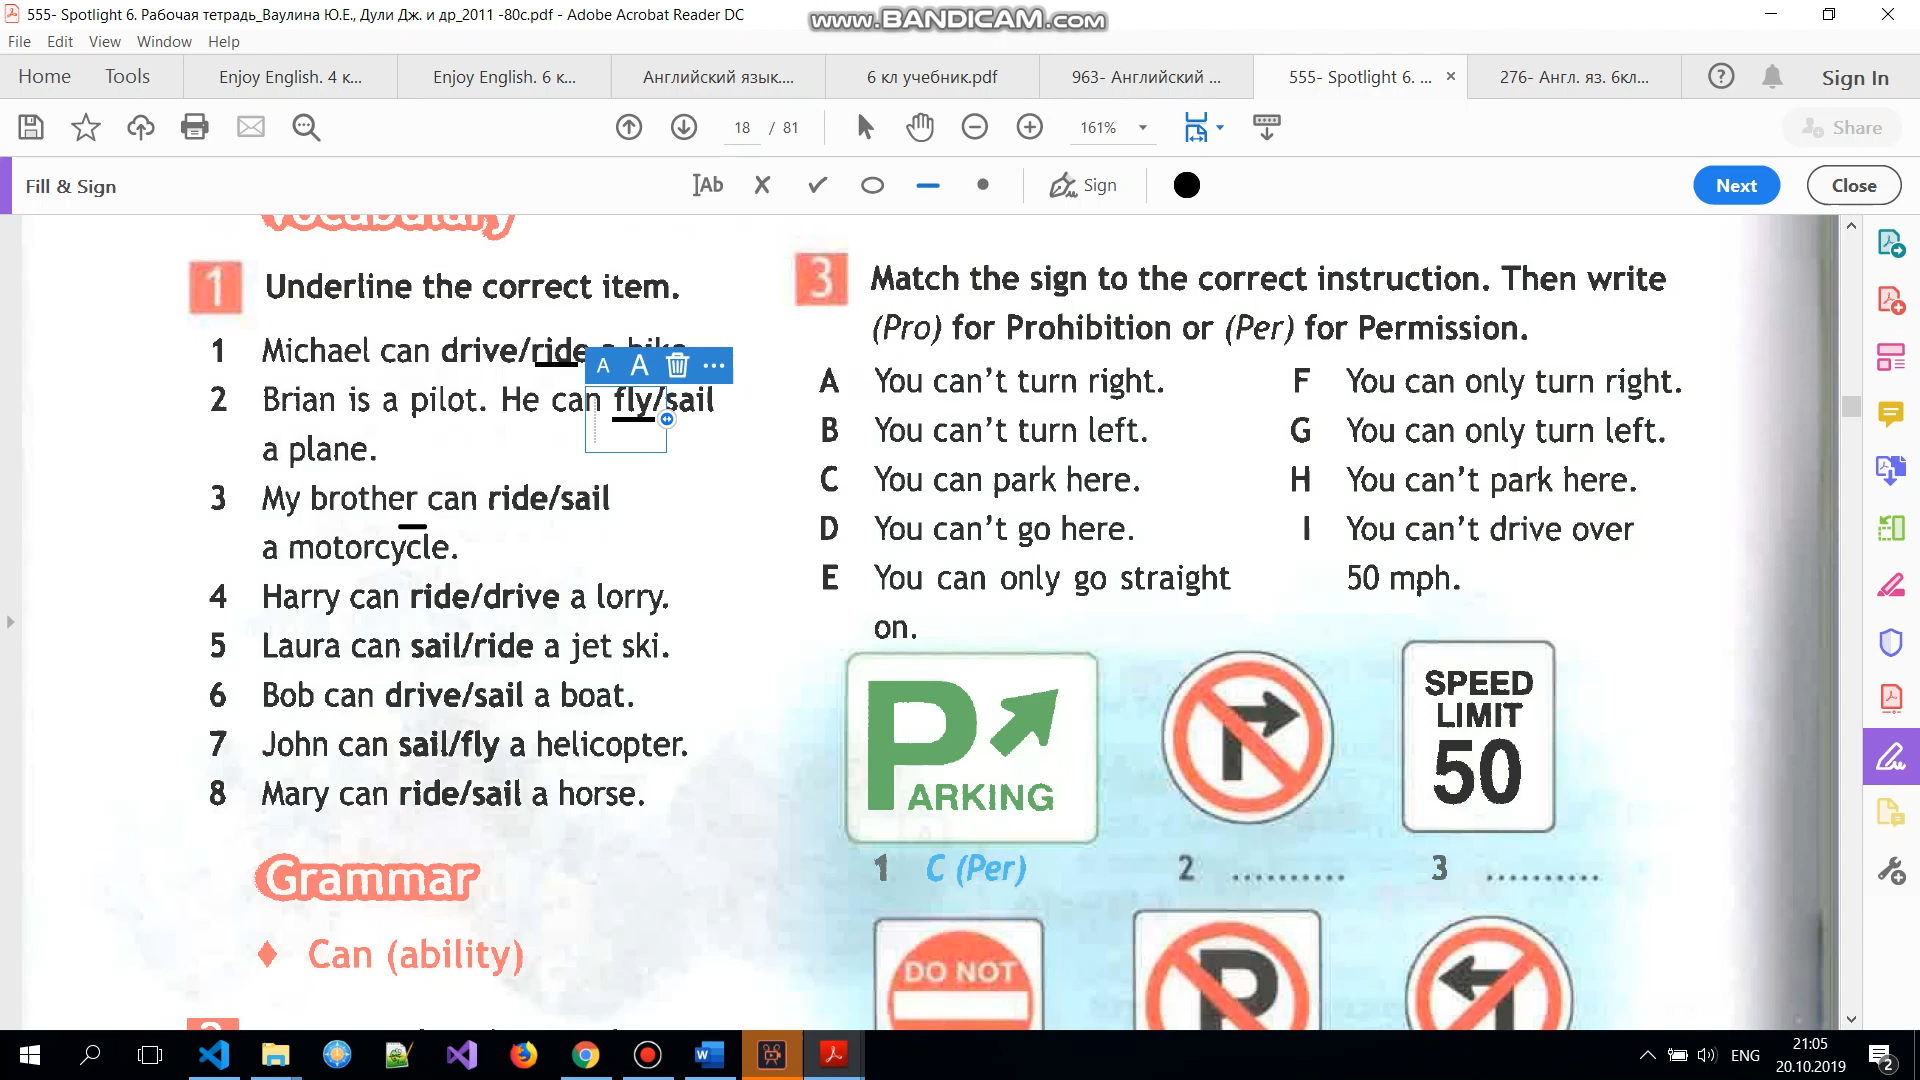 555- Spotlight 6. Рабочая тетрадь_Ваулина Ю.Е., Дули Дж. и др_2011 -80с.pdf - Adobe Acrobat Reader DC
www.BANDICAM.com
File Edit View Window Help
Home Tools Enjoy English. 4 к... Enjoy English. 6 к... Английский язык.... 6 кл учебник.pdf 963- Английский ... 555- Spotlight 6. ... 276- Англ. яз. 6кл... Sign In
18 / 81 161% Share
Fill & Sign Ab Sign Next Close
Vocabulary
1 Underline the correct item.
1 Michael can drive/ride a bike.
2 Brian is a pilot. He can fly/sail
a plane.
3 My brother can ride/sail
a motorcycle.
4 Harry can ride/drive a lorry.
5 Laura can sail/ride a jet ski.
6 Bob can drive/sail a boat.
7 John can sail/fly a helicopter.
8 Mary can ride/sail a horse.
Grammar
Can (ability)
3 Match the sign to the correct instruction. Then write
(Pro) for Prohibition or (Per) for Permission.
A You can't turn right.
B You can't turn left.
C You can park here.
D You can't go here.
E You can only go straight
on.
F You can only turn right.
G You can only turn left.
H You can't park here.
I You can't drive over
50 mph.
PARKING
SPEED
LIMIT
50
1 C (Per) 2 .......... 3 ..........
DO NOT
P
A A
ENG
21:05
20.10.2019
2